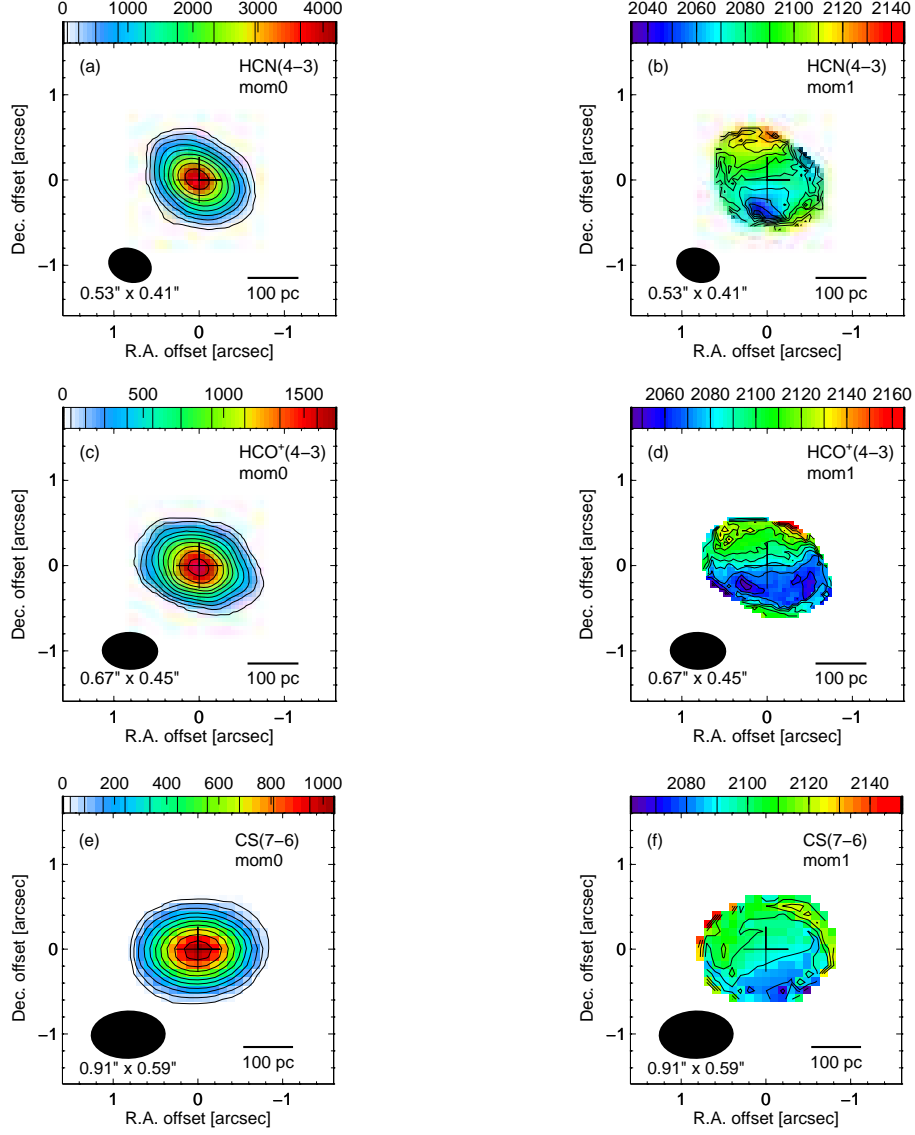 0 1000 2000 3000 4000
(a) HCN(4−3)
mom0
Dec. offset [arcsec]
1
0
−1
0.53" x 0.41"
100 pc
1 0 −1
R.A. offset [arcsec]
2040 2060 2080 2100 2120 2140
(b) HCN(4−3)
mom1
Dec. offset [arcsec]
1
0
−1
0.53" x 0.41"
100 pc
1 0 −1
R.A. offset [arcsec]
0 500 1000 1500
(c) HCO⁺(4−3)
mom0
Dec. offset [arcsec]
1
0
−1
0.67" x 0.45"
100 pc
1 0 −1
R.A. offset [arcsec]
2060 2080 2100 2120 2140 2160
(d) HCO⁺(4−3)
mom1
Dec. offset [arcsec]
1
0
−1
0.67" x 0.45"
100 pc
1 0 −1
R.A. offset [arcsec]
0 200 400 600 800 1000
(e) CS(7−6)
mom0
Dec. offset [arcsec]
1
0
−1
0.91" x 0.59"
100 pc
1 0 −1
R.A. offset [arcsec]
2080 2100 2120 2140
(f) CS(7−6)
mom1
Dec. offset [arcsec]
1
0
−1
0.91" x 0.59"
100 pc
1 0 −1
R.A. offset [arcsec]